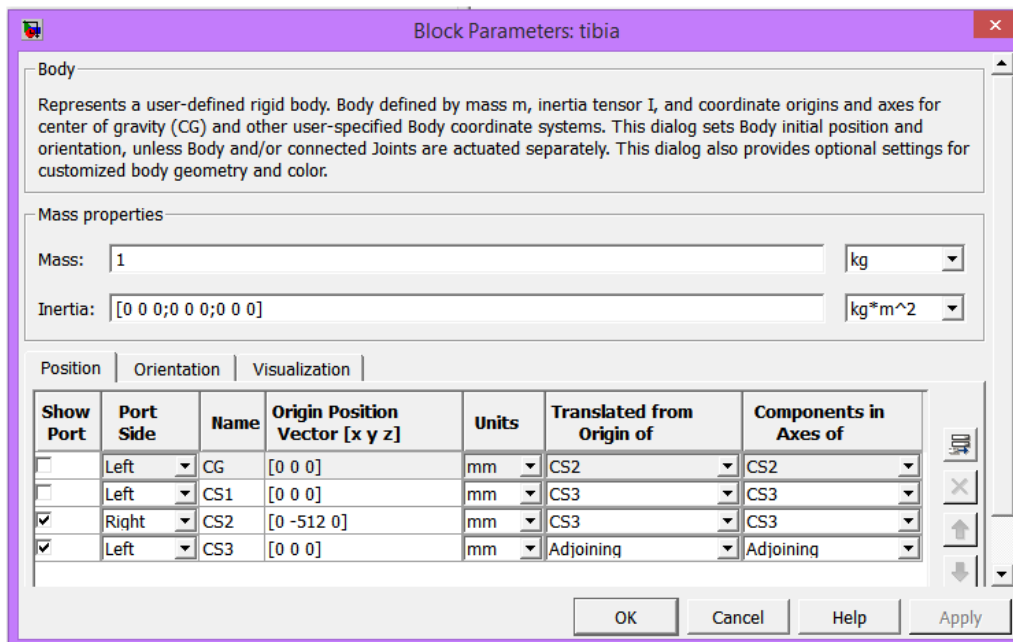 Block Parameters: tibia
Body
Represents a user-defined rigid body. Body defined by mass m, inertia tensor I, and coordinate origins and axes for
center of gravity (CG) and other user-specified Body coordinate systems. This dialog sets Body initial position and
orientation, unless Body and/or connected Joints are actuated separately. This dialog also provides optional settings for
customized body geometry and color.
Mass properties
Mass: 1 kg
Inertia: [0 0 0;0 0 0;0 0 0] kg*m^2
Position Orientation Visualization
Show Port Port Side Name Origin Position Vector [x y z] Units Translated from Origin of Components in Axes of
Left CG [0 0 0] mm CS2 CS2
Left CS1 [0 0 0] mm CS3 CS3
Right CS2 [0 -512 0] mm CS3 CS3
Left CS3 [0 0 0] mm Adjoining Adjoining
OK Cancel Help Apply